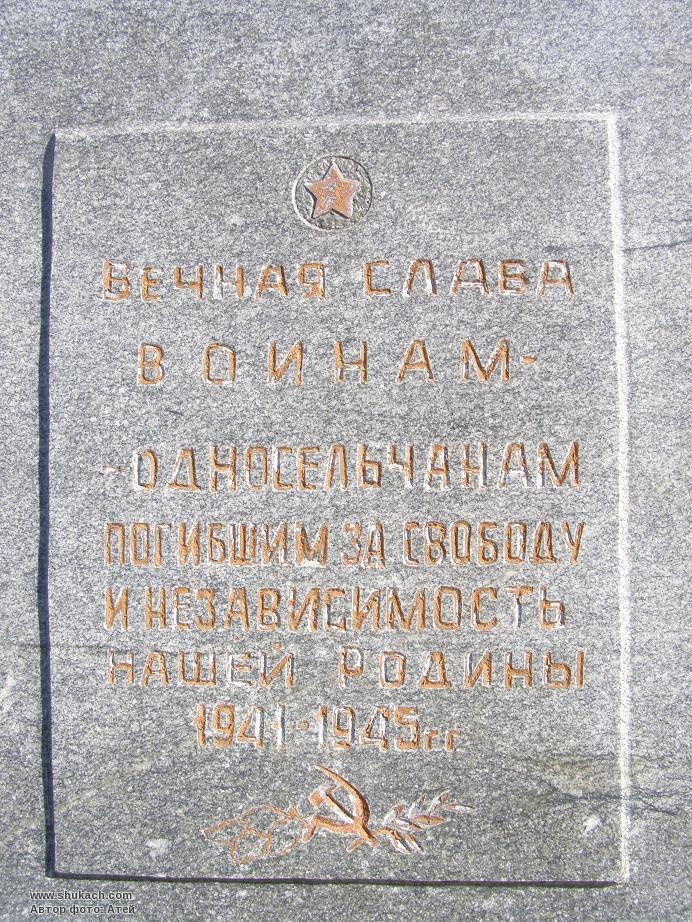 ВЕЧНАЯ СЛАВА
ВОИНАМ-
-ОДНОСЕЛЬЧАНАМ
ПОГИБШИМ ЗА СВОБОДУ
И НЕЗАВИСИМОСТЬ
НАШЕЙ РОДИНЫ
1941-1945гг
www.shukach.com
Автор фото: Атей